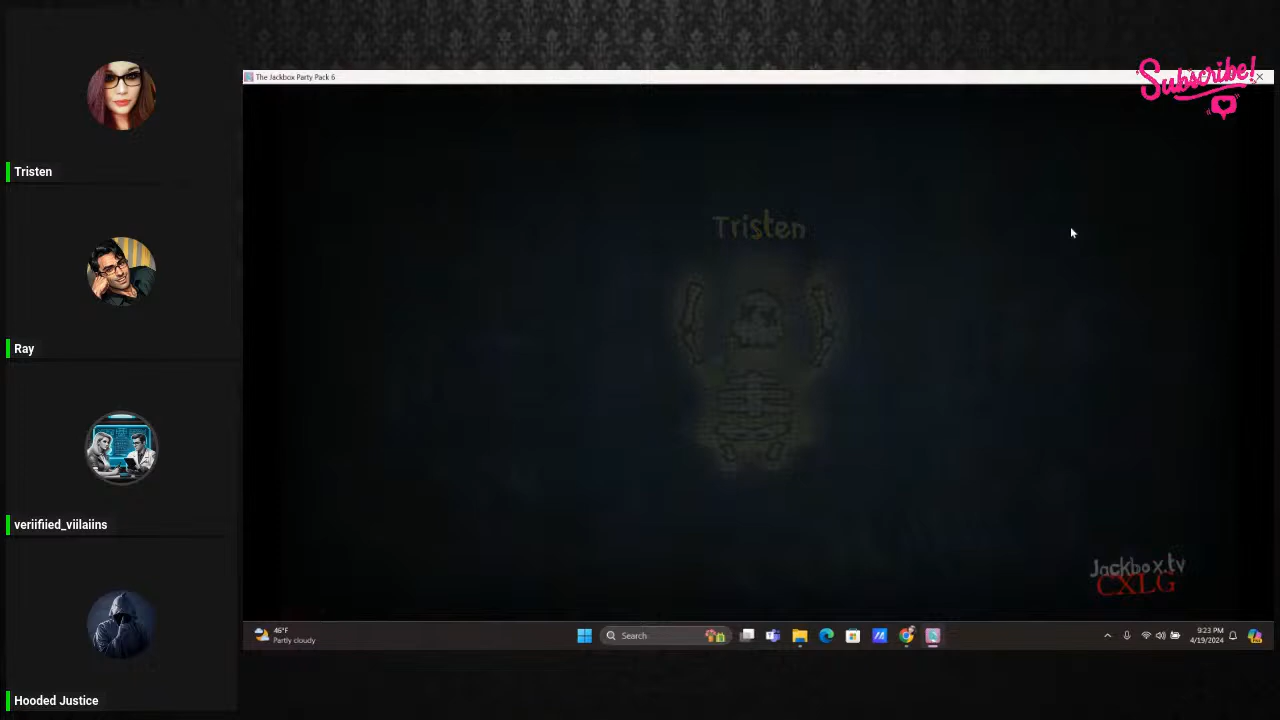 The Jackbox Party Pack 6
Subscribe!
Tristen
Tristen
Ray
veriifiied_viilaiins
Jackbox.tv
CXLG
46°F
Partly cloudy
Search
9:23 PM
4/19/2024
Hooded Justice